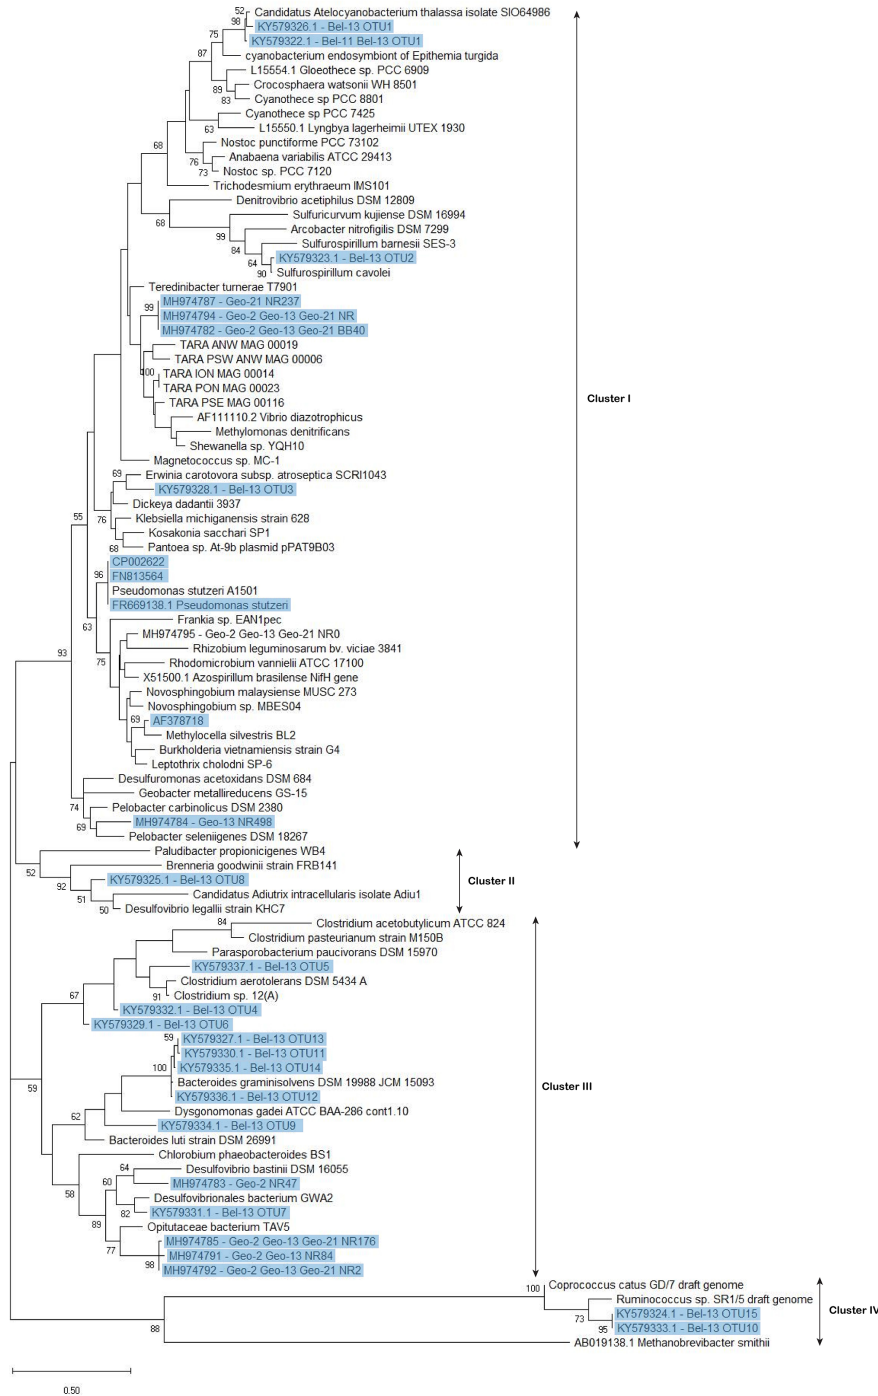 52
Candidatus Atelocyanobacterium thalassa isolate SIO64986
98
KY579326.1 - Bel-13 OTU1
75
KY579322.1 - Bel-11 Bel-13 OTU1
87
cyanobacterium endosymbiont of Epithemia turgida
L15554.1 Gloeothece sp. PCC 6909
89
Crocosphaera watsonii WH 8501
83
Cyanothece sp PCC 8801
Cyanothece sp PCC 7425
63
L15550.1 Lyngbya lagerheimii UTEX 1930
68
Nostoc punctiforme PCC 73102
76
Anabaena variabilis ATCC 29413
73
Nostoc sp. PCC 7120
Trichodesmium erythraeum IMS101
Denitrovibrio acetiphilus DSM 12809
68
Sulfuricurvum kujiense DSM 16994
99
Arcobacter nitrofigilis DSM 7299
84
Sulfurospirillum barnesii SES-3
64
KY579323.1 - Bel-13 OTU2
90
Sulfurospirillum cavolei
Teredinibacter turnerae T7901
MH974787 - Geo-21 NR237
99
MH974794 - Geo-2 Geo-13 Geo-21 NR
MH974782 - Geo-2 Geo-13 Geo-21 BB40
TARA ANW MAG 00019
TARA PSW ANW MAG 00006
100
TARA ION MAG 00014
TARA PON MAG 00023
TARA PSE MAG 00116
Cluster I
AF111110.2 Vibrio diazotrophicus
Methylomonas denitrificans
Shewanella sp. YQH10
Magnetococcus sp. MC-1
69
Erwinia carotovora subsp. atroseptica SCRI1043
KY579328.1 - Bel-13 OTU3
Dickeya dadantii 3937
55
76
Klebsiella michiganensis strain 628
Kosakonia sacchari SP1
68
Pantoea sp. At-9b plasmid pPAT9B03
CP002622
96
FN813564
Pseudomonas stutzeri A1501
FR669138.1 Pseudomonas stutzeri
63
Frankia sp. EAN1pec
MH974795 - Geo-2 Geo-13 Geo-21 NR0
93
Rhizobium leguminosarum bv. viciae 3841
75
Rhodomicrobium vannielii ATCC 17100
X51500.1 Azospirillum brasilense NifH gene
Novosphingobium malaysiense MUSC 273
Novosphingobium sp. MBES04
69
AF378718
Methylocella silvestris BL2
Burkholderia vietnamiensis strain G4
Leptothrix cholodni SP-6
Desulfuromonas acetoxidans DSM 684
Geobacter metallireducens GS-15
74
Pelobacter carbinolicus DSM 2380
69
MH974784 - Geo-13 NR498
Pelobacter seleniigenes DSM 18267
Paludibacter propionicigenes WB4
52
Brenneria goodwinii strain FRB141
92
KY579325.1 - Bel-13 OTU8
Cluster II
51
Candidatus Adiutrix intracellularis isolate Adiu1
50
Desulfovibrio legallii strain KHC7
84
Clostridium acetobutylicum ATCC 824
Clostridium pasteurianum strain M150B
Parasporobacterium paucivorans DSM 15970
KY579337.1 - Bel-13 OTU5
Clostridium aerotolerans DSM 5434 A
67
91
Clostridium sp. 12(A)
KY579332.1 - Bel-13 OTU4
KY579329.1 - Bel-13 OTU6
59
KY579327.1 - Bel-13 OTU13
KY579330.1 - Bel-13 OTU11
100
KY579335.1 - Bel-13 OTU14
Bacteroides graminisolvens DSM 19988 JCM 15093
Cluster III
59
KY579336.1 - Bel-13 OTU12
Dysgonomonas gadei ATCC BAA-286 cont1.10
62
KY579334.1 - Bel-13 OTU9
Bacteroides luti strain DSM 26991
Chlorobium phaeobacteroides BS1
64
Desulfovibrio bastinii DSM 16055
60
MH974783 - Geo-2 NR47
58
Desulfovibrionales bacterium GWA2
82
KY579331.1 - Bel-13 OTU7
89
Opitutaceae bacterium TAV5
77
MH974785 - Geo-2 Geo-13 Geo-21 NR176
MH974791 - Geo-2 Geo-13 NR84
98
MH974792 - Geo-2 Geo-13 Geo-21 NR2
100
Coprococcus catus GD/7 draft genome
Ruminococcus sp. SR1/5 draft genome
73
KY579324.1 - Bel-13 OTU15
Cluster IV
95
KY579333.1 - Bel-13 OTU10
88
AB019138.1 Methanobrevibacter smithii
0.50